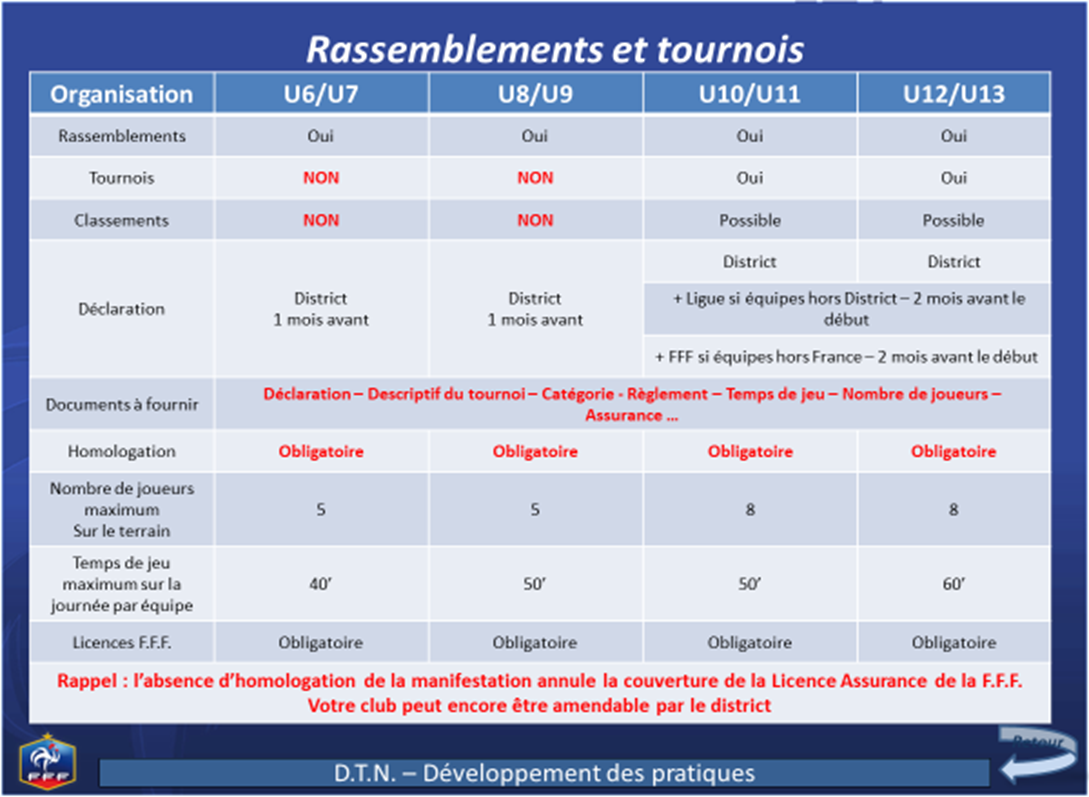 Rassemblements et tournois
Organisation U6/U7 U8/U9 U10/U11 U12/U13
Rassemblements Oui Oui Oui Oui
Tournois NON NON Oui Oui
Classements NON NON Possible Possible
Déclaration
District
1 mois avant
District
1 mois avant
District District
+ Ligue si équipes hors District – 2 mois avant le
début
+ FFF si équipes hors France – 2 mois avant le début
Documents à fournir
Déclaration – Descriptif du tournoi – Catégorie - Règlement – Temps de jeu – Nombre de joueurs –
Assurance ...
Homologation Obligatoire Obligatoire Obligatoire Obligatoire
Nombre de joueurs
maximum
Sur le terrain
5 5 8 8
Temps de jeu
maximum sur la
journée par équipe
40’ 50’ 50’ 60’
Licences F.F.F. Obligatoire Obligatoire Obligatoire Obligatoire
Rappel : l’absence d’homologation de la manifestation annule la couverture de la Licence Assurance de la F.F.F.
Votre club peut encore être amendable par le district
Retour
FFF
D.T.N. – Développement des pratiques